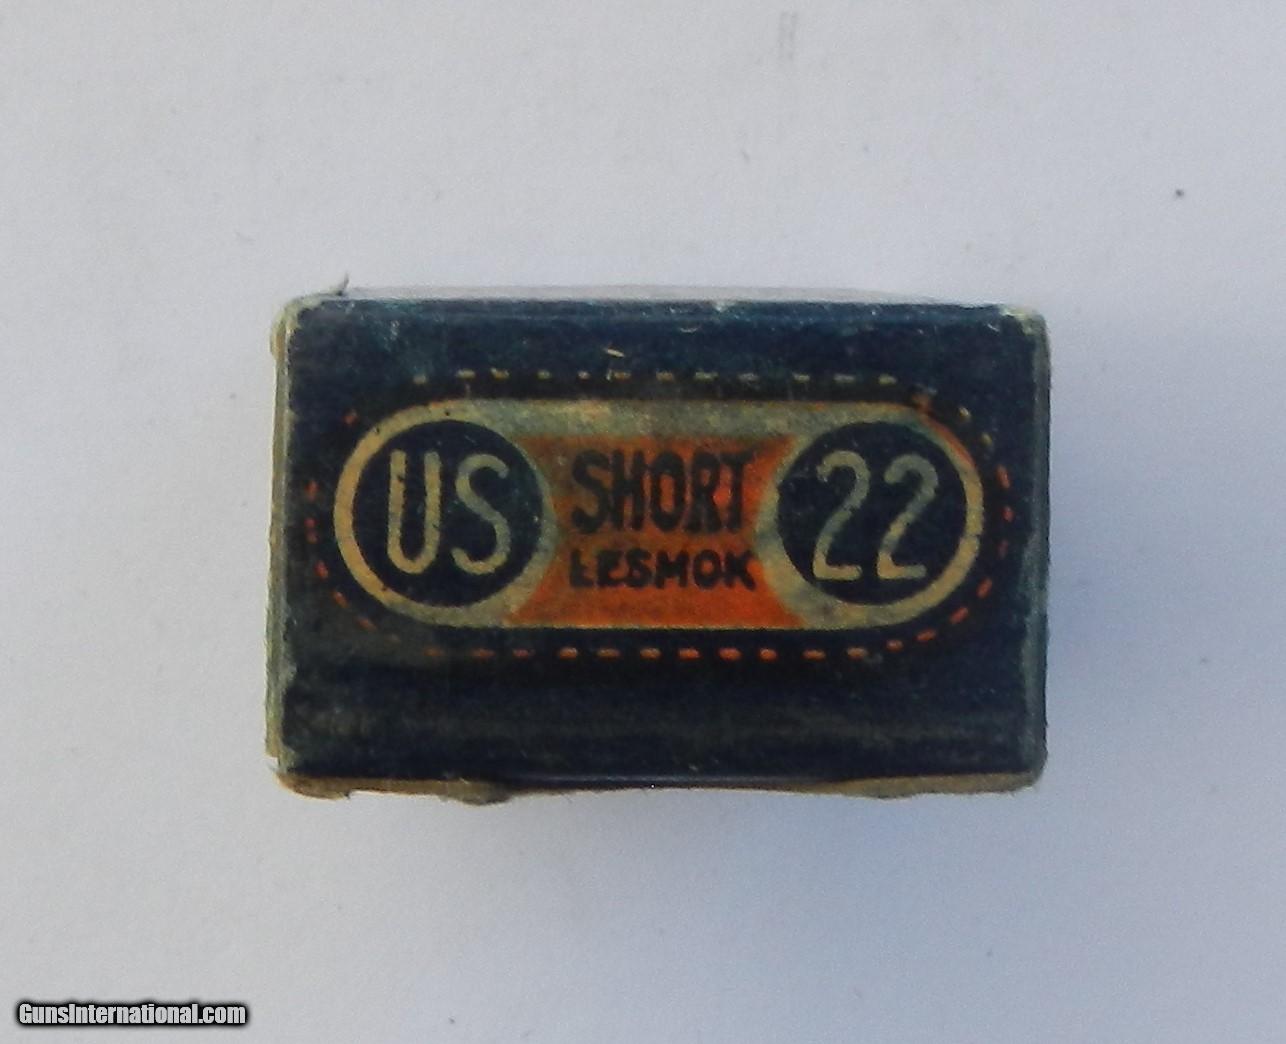 US SHORT 22
LESMOK
GunsInternational.com